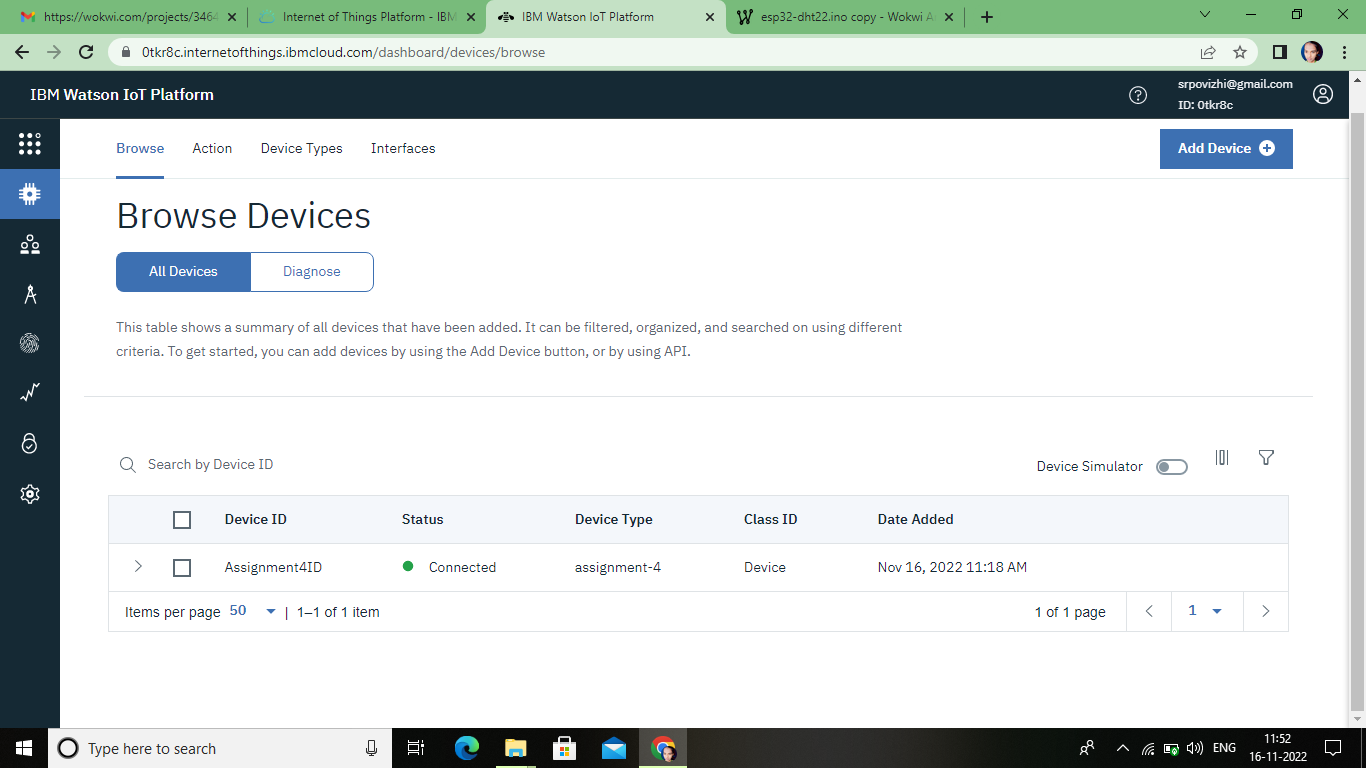 https://wokwi.com/projects/3464
Internet of Things Platform - IBM
IBM Watson IoT Platform
esp32-dht22.ino copy - Wokwi A
0tkr8c.internetofthings.ibmcloud.com/dashboard/devices/browse
IBM Watson IoT Platform
srpovizhi@gmail.com
ID: 0tkr8c
Browse Action Device Types Interfaces
Add Device
Browse Devices
All Devices Diagnose
This table shows a summary of all devices that have been added. It can be filtered, organized, and searched on using different
criteria. To get started, you can add devices by using the Add Device button, or by using API.
Search by Device ID
Device Simulator
Device ID Status Device Type Class ID Date Added
Assignment4ID Connected assignment-4 Device Nov 16, 2022 11:18 AM
Items per page 50 | 1–1 of 1 item
1 of 1 page 1
Type here to search
ENG
11:52
16-11-2022